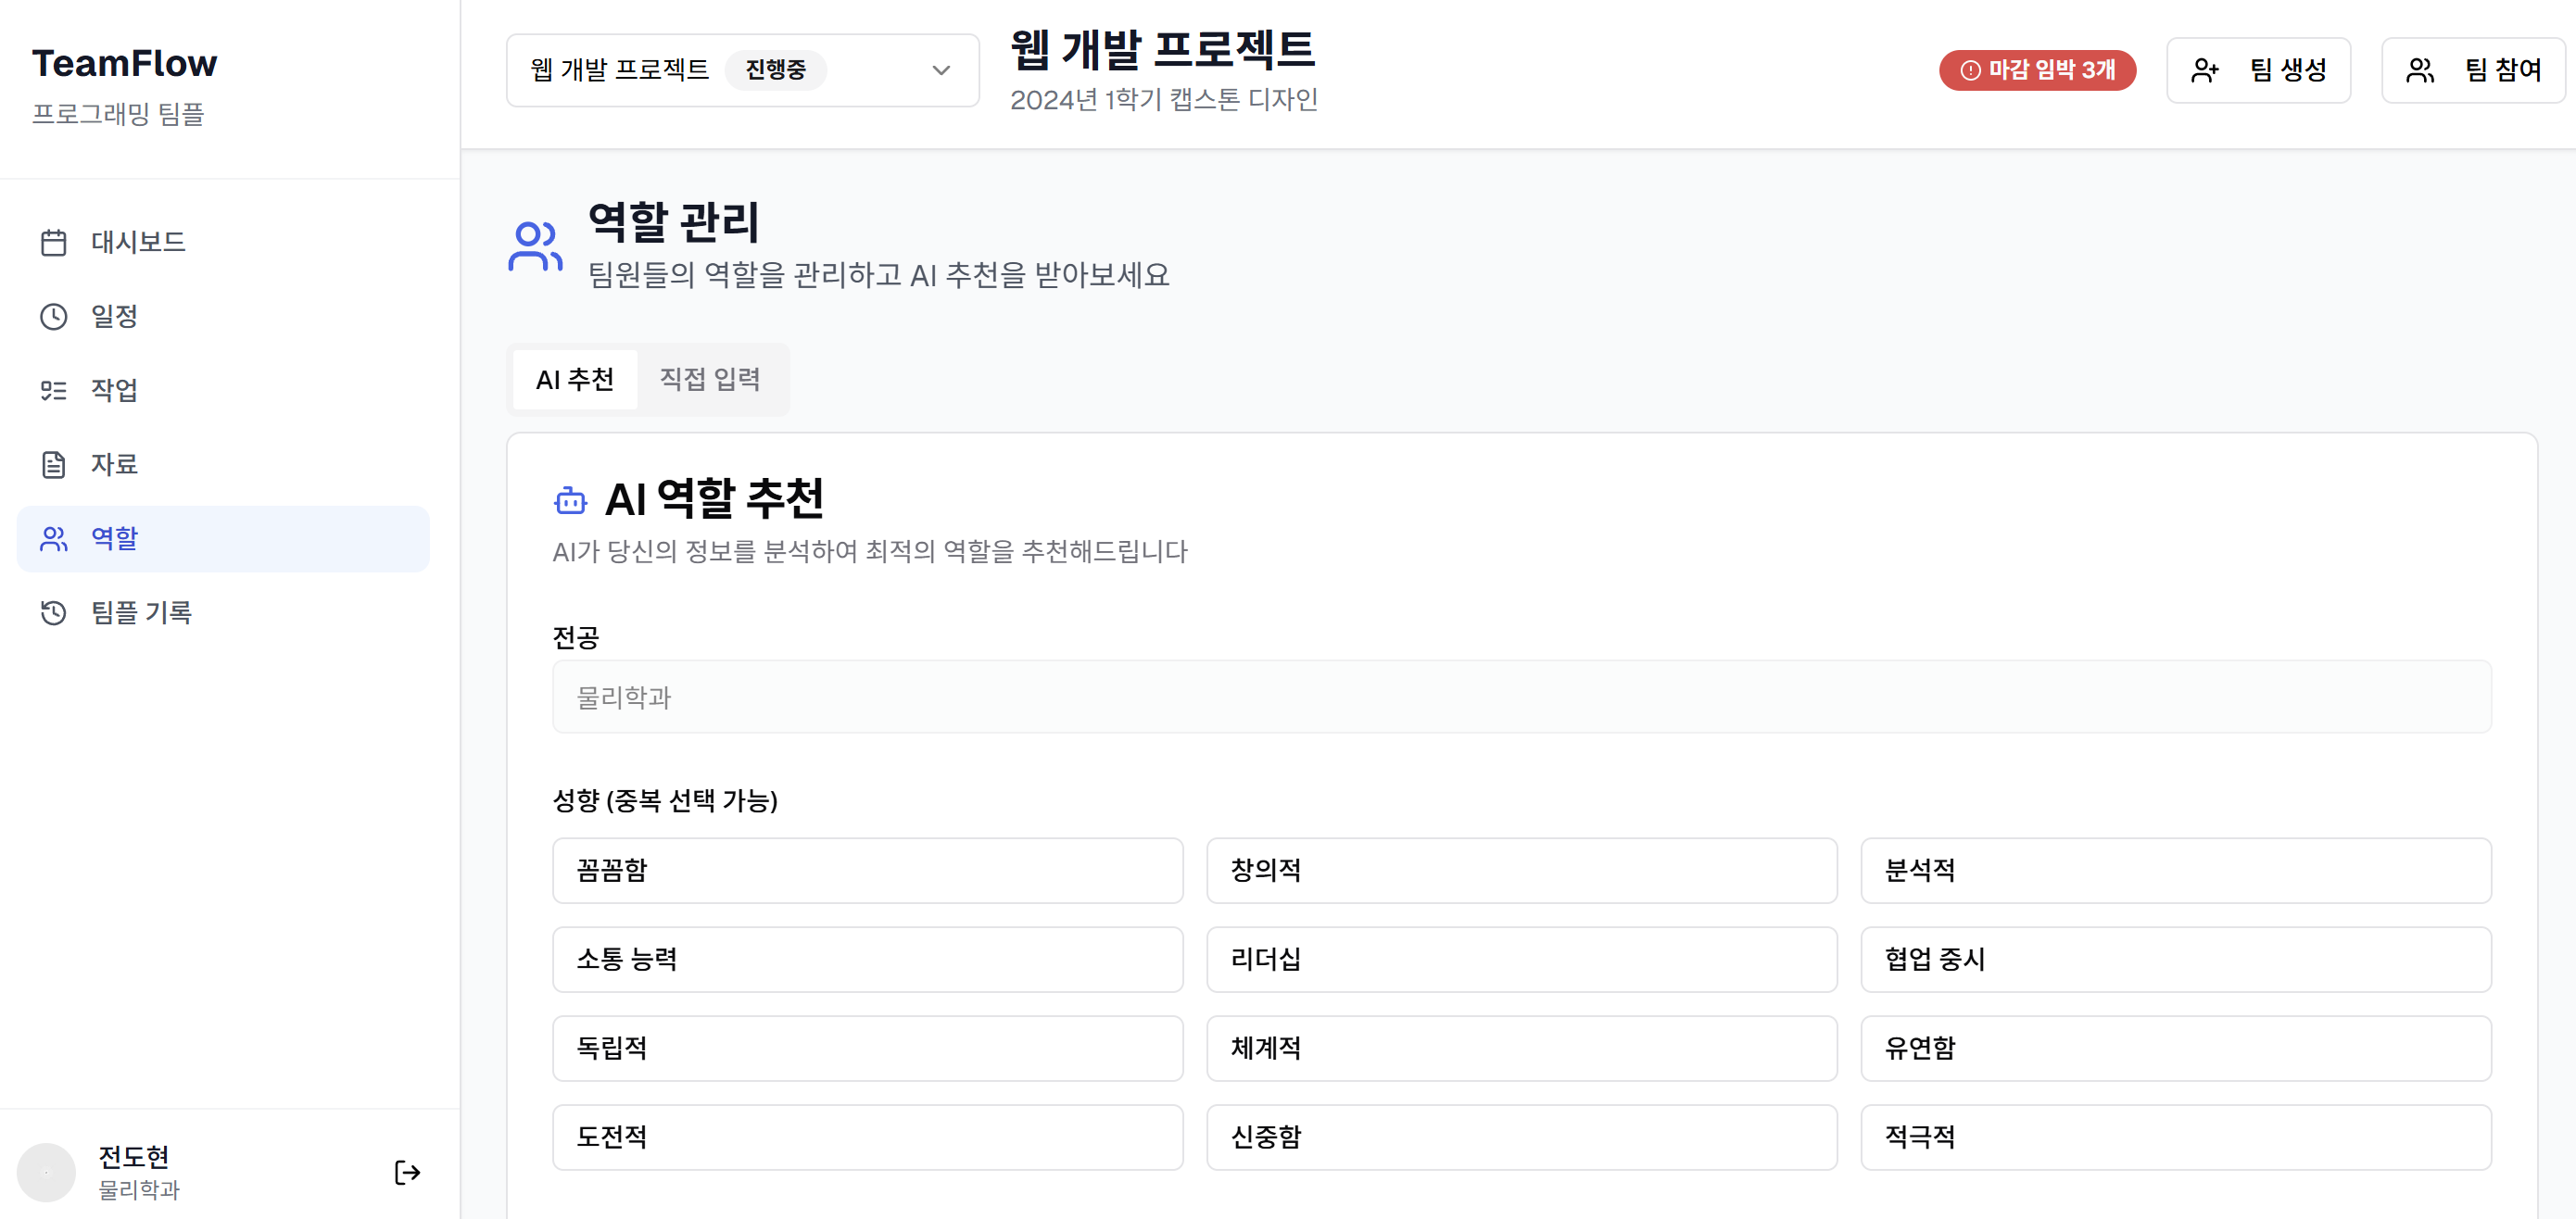 TeamFlow
프로그래밍 팀플
대시보드
일정
작업
자료
역할
팀플 기록
전도현
물리학과
웹 개발 프로젝트 진행중
웹 개발 프로젝트
2024년 1학기 캡스톤 디자인
마감 임박 3개
팀 생성
팀 참여
역할 관리
팀원들의 역할을 관리하고 AI 추천을 받아보세요
AI 추천 직접 입력
AI 역할 추천
AI가 당신의 정보를 분석하여 최적의 역할을 추천해드립니다
전공
물리학과
성향 (중복 선택 가능)
꼼꼼함 창의적 분석적
소통 능력 리더십 협업 중시
독립적 체계적 유연함
도전적 신중함 적극적